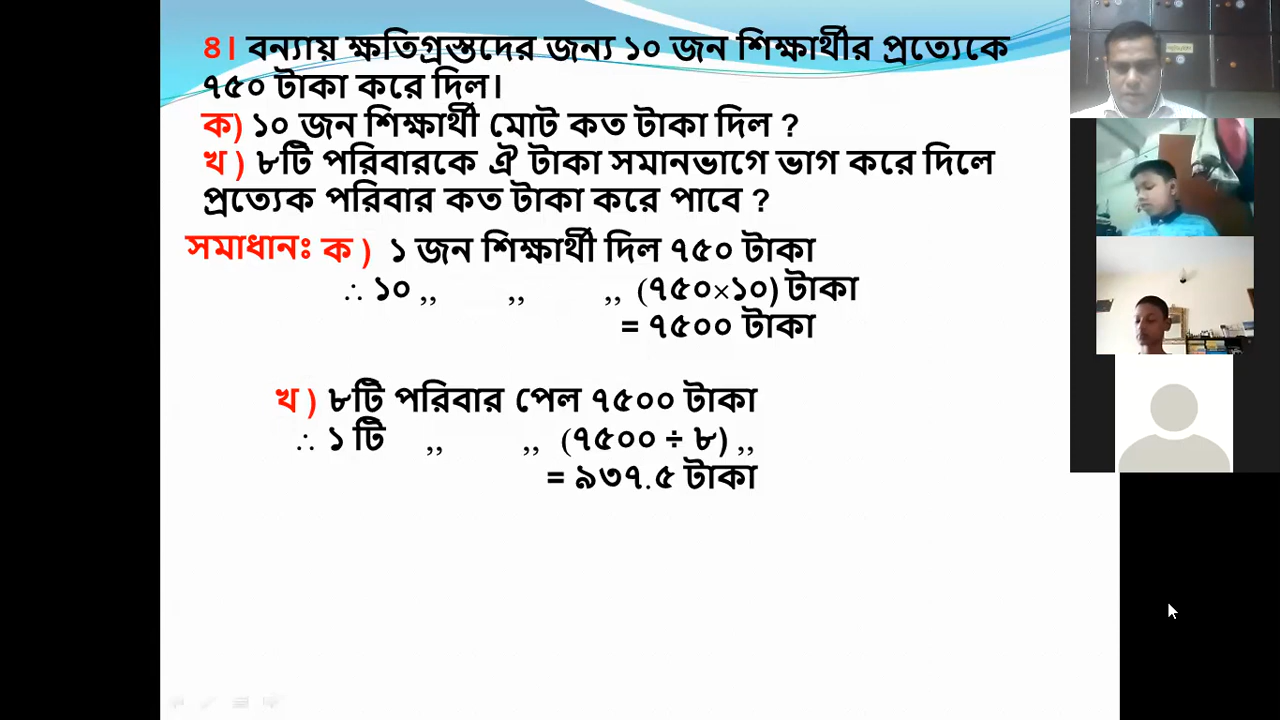 ৪। বন্যায় ক্ষতিগ্রস্তদের জন্য ১০ জন শিক্ষার্থীর প্রত্যেকে
৭৫০ টাকা করে দিল।
ক) ১০ জন শিক্ষার্থী মোট কত টাকা দিল ?
খ ) ৮টি পরিবারকে ঐ টাকা সমানভাগে ভাগ করে দিলে
প্রত্যেক পরিবার কত টাকা করে পাবে ?
সমাধানঃ ক ) ১ জন শিক্ষার্থী দিল ৭৫০ টাকা
∴ ১০ ,, ,, ,, (৭৫০×১০) টাকা
= ৭৫০০ টাকা
খ ) ৮টি পরিবার পেল ৭৫০০ টাকা
∴ ১ টি ,, ,, (৭৫০০ ÷ ৮) ,,
= ৯৩৭.৫ টাকা